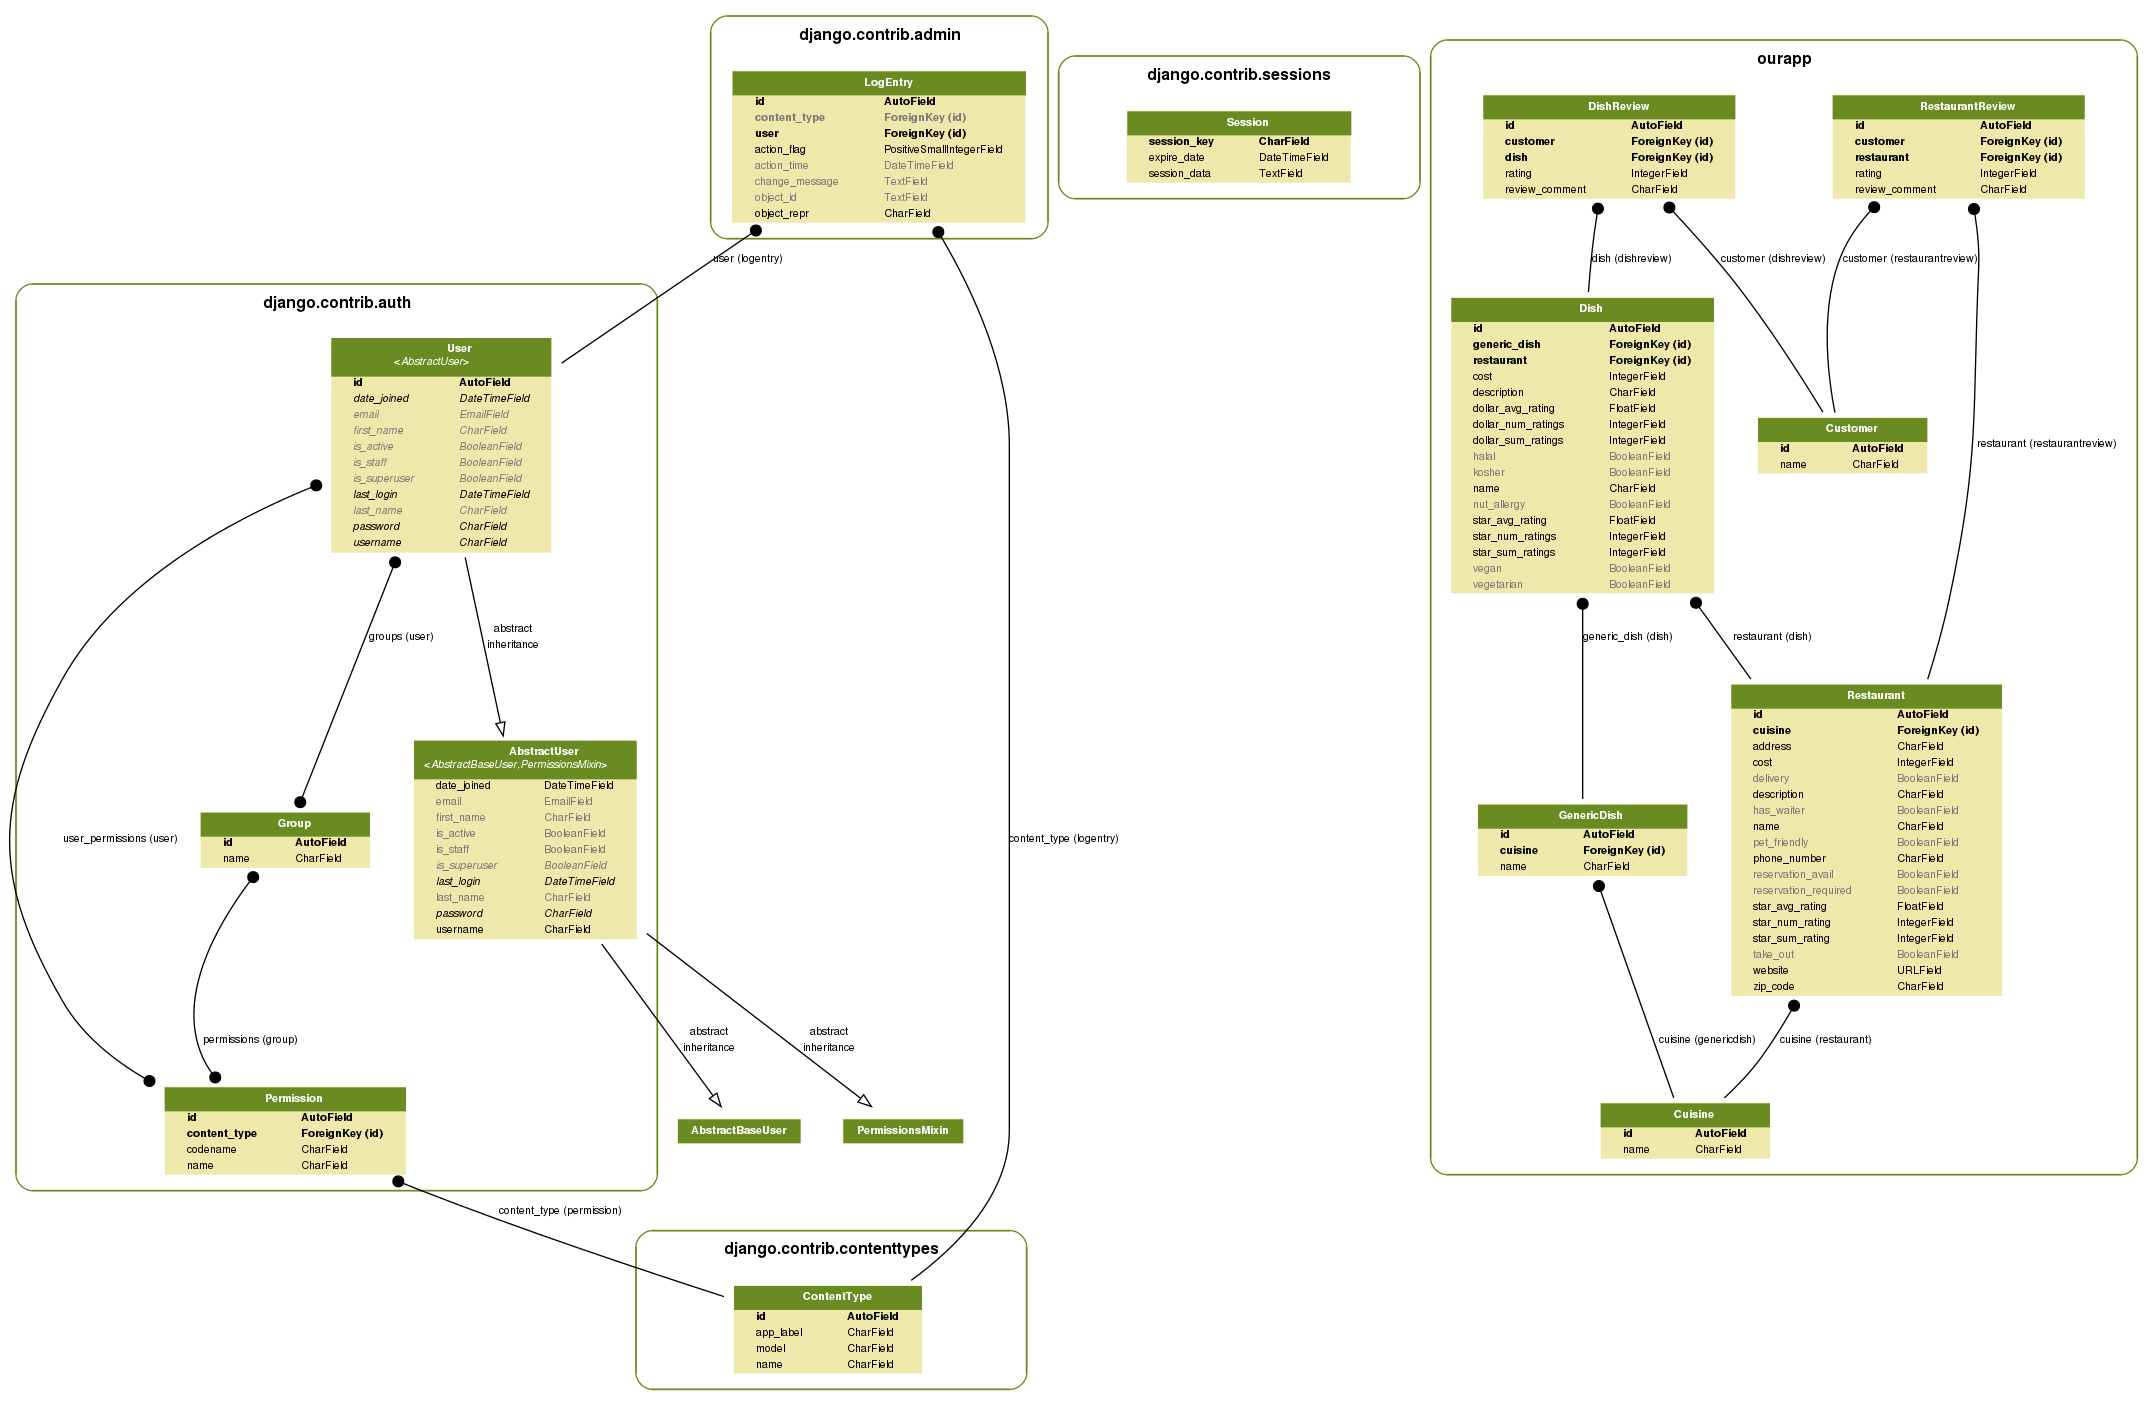 django.contrib.admin
LogEntry
id AutoField
content_type ForeignKey (id)
user ForeignKey (id)
action_flag PositiveSmallIntegerField
action_time DateTimeField
change_message TextField
object_id TextField
object_repr CharField
django.contrib.sessions
Session
session_key CharField
expire_date DateTimeField
session_data TextField
user (logentry)
content_type (logentry)
django.contrib.auth
User
<AbstractUser>
id AutoField
date_joined DateTimeField
email EmailField
first_name CharField
is_active BooleanField
is_staff BooleanField
is_superuser BooleanField
last_login DateTimeField
last_name CharField
password CharField
username CharField
groups (user)
abstract
inheritance
user_permissions (user)
AbstractUser
<AbstractBaseUser,PermissionsMixin>
date_joined DateTimeField
email EmailField
first_name CharField
is_active BooleanField
is_staff BooleanField
is_superuser BooleanField
last_login DateTimeField
last_name CharField
password CharField
username CharField
Group
id AutoField
name CharField
permissions (group)
abstract
inheritance
abstract
inheritance
Permission
id AutoField
content_type ForeignKey (id)
codename CharField
name CharField
AbstractBaseUser
PermissionsMixin
content_type (permission)
django.contrib.contenttypes
ContentType
id AutoField
app_label CharField
model CharField
name CharField
ourapp
DishReview
id AutoField
customer ForeignKey (id)
dish ForeignKey (id)
rating IntegerField
review_comment CharField
RestaurantReview
id AutoField
customer ForeignKey (id)
restaurant ForeignKey (id)
rating IntegerField
review_comment CharField
dish (dishreview)
customer (dishreview)
customer (restaurantreview)
restaurant (restaurantreview)
Dish
id AutoField
generic_dish ForeignKey (id)
restaurant ForeignKey (id)
cost IntegerField
description CharField
dollar_avg_rating FloatField
dollar_num_ratings IntegerField
dollar_sum_ratings IntegerField
halal BooleanField
kosher BooleanField
name CharField
nut_allergy BooleanField
star_avg_rating FloatField
star_num_ratings IntegerField
star_sum_ratings IntegerField
vegan BooleanField
vegetarian BooleanField
Customer
id AutoField
name CharField
generic_dish (dish)
restaurant (dish)
Restaurant
id AutoField
cuisine ForeignKey (id)
address CharField
cost IntegerField
delivery BooleanField
description CharField
has_waiter BooleanField
name CharField
pet_friendly BooleanField
phone_number CharField
reservation_avail BooleanField
reservation_required BooleanField
star_avg_rating FloatField
star_num_rating IntegerField
star_sum_rating IntegerField
take_out BooleanField
website URLField
zip_code CharField
GenericDish
id AutoField
cuisine ForeignKey (id)
name CharField
cuisine (genericdish)
cuisine (restaurant)
Cuisine
id AutoField
name CharField